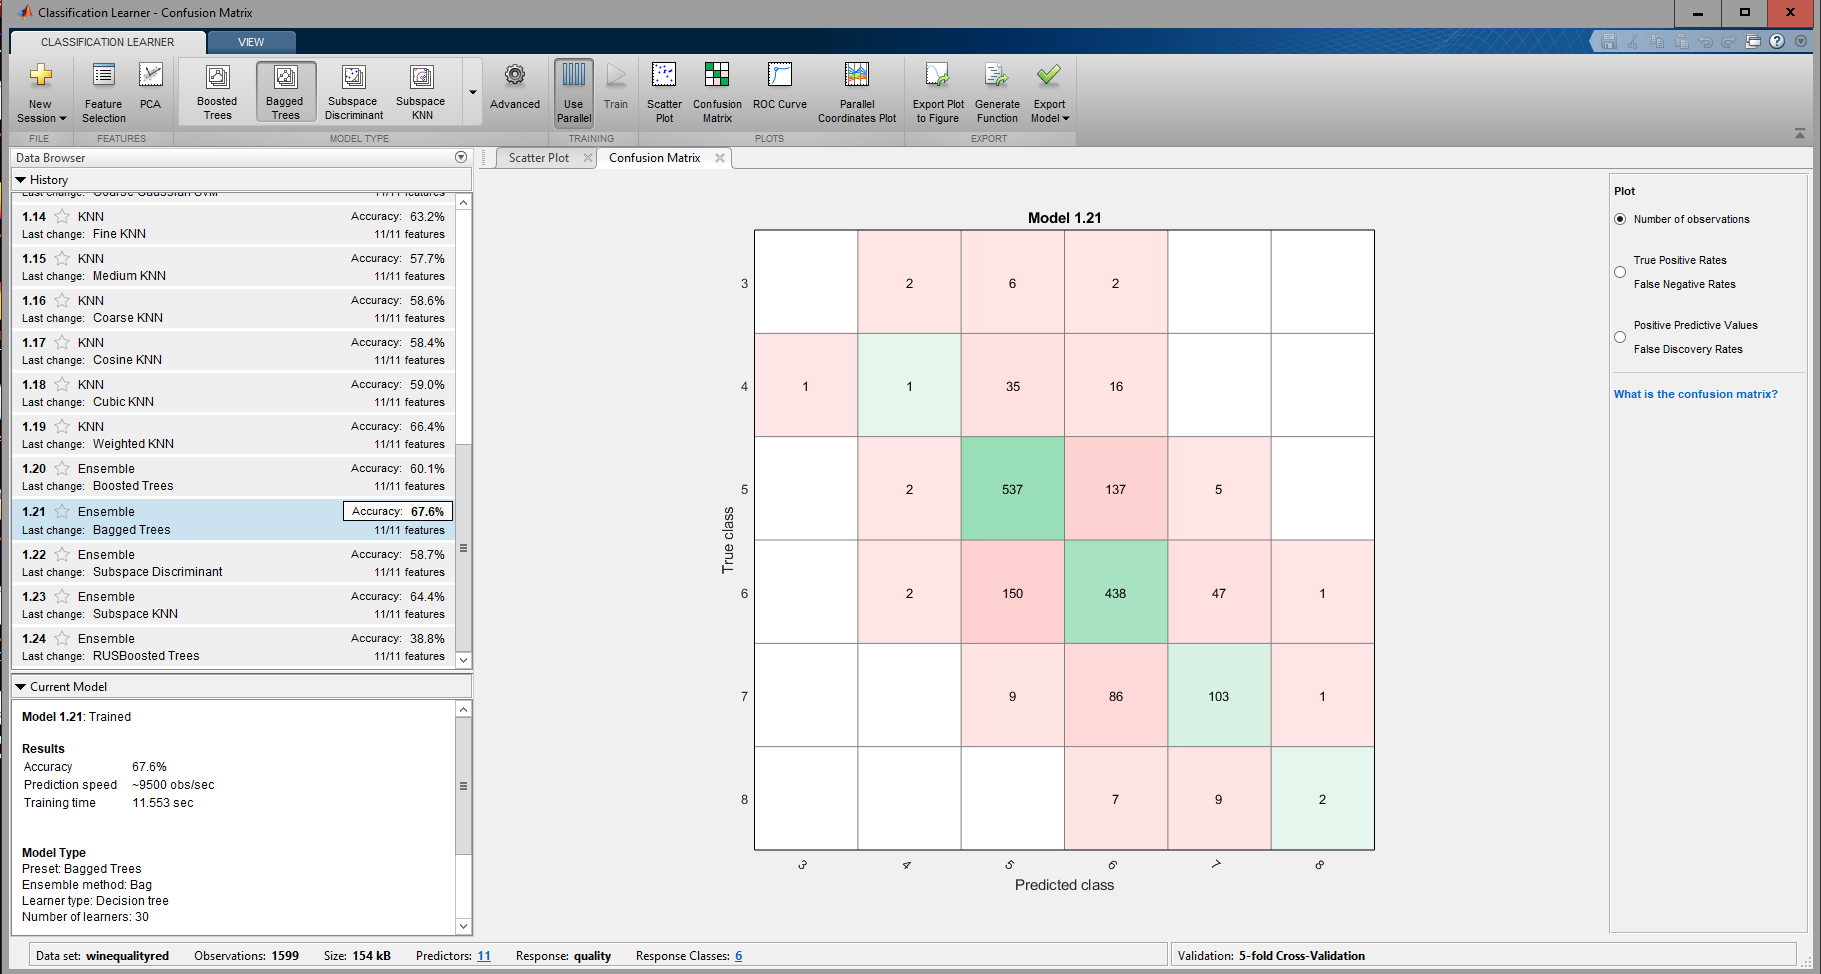 Classification Learner - Confusion Matrix
CLASSIFICATION LEARNER
VIEW
New Session
Feature Selection
PCA
Boosted Trees
Bagged Trees
Subspace Discriminant
Subspace KNN
Advanced
Use Parallel
Train
Scatter Plot
Confusion Matrix
ROC Curve
Parallel Coordinates Plot
Export Plot to Figure
Generate Function
Export Model
FILE
FEATURES
MODEL TYPE
TRAINING
PLOTS
EXPORT
Data Browser
History
Last change: Coarse Gaussian SVM 11/11 features
1.14 KNN Accuracy: 63.2%
Last change: Fine KNN 11/11 features
1.15 KNN Accuracy: 57.7%
Last change: Medium KNN 11/11 features
1.16 KNN Accuracy: 58.6%
Last change: Coarse KNN 11/11 features
1.17 KNN Accuracy: 58.4%
Last change: Cosine KNN 11/11 features
1.18 KNN Accuracy: 59.0%
Last change: Cubic KNN 11/11 features
1.19 KNN Accuracy: 66.4%
Last change: Weighted KNN 11/11 features
1.20 Ensemble Accuracy: 60.1%
Last change: Boosted Trees 11/11 features
1.21 Ensemble Accuracy: 67.6%
Last change: Bagged Trees 11/11 features
1.22 Ensemble Accuracy: 58.7%
Last change: Subspace Discriminant 11/11 features
1.23 Ensemble Accuracy: 64.4%
Last change: Subspace KNN 11/11 features
1.24 Ensemble Accuracy: 38.8%
Last change: RUSBoosted Trees 11/11 features
Current Model
Model 1.21: Trained
Results
Accuracy 67.6%
Prediction speed ~9500 obs/sec
Training time 11.553 sec
Model Type
Preset: Bagged Trees
Ensemble method: Bag
Learner type: Decision tree
Number of learners: 30
Scatter Plot
Confusion Matrix
Model 1.21
True class
3 2 6 2
4 1 1 35 16
5 2 537 137 5
6 2 150 438 47 1
7 9 86 103 1
8 7 9 2
3 4 5 6 7 8
Predicted class
Plot
Number of observations
True Positive Rates
False Negative Rates
Positive Predictive Values
False Discovery Rates
What is the confusion matrix?
Data set: winequalityred Observations: 1599 Size: 154 kB Predictors: 11 Response: quality Response Classes: 6
Validation: 5-fold Cross-Validation